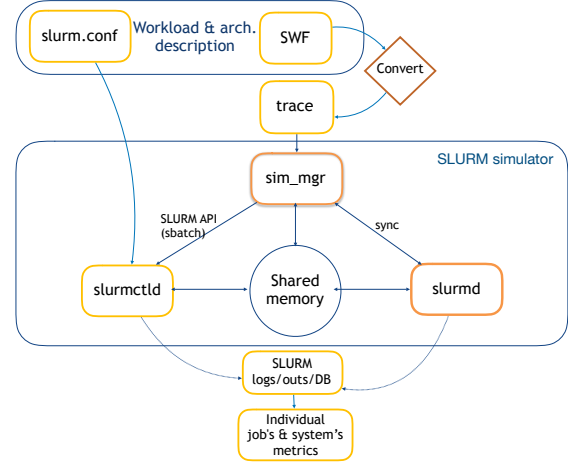 slurm.conf
Workload & arch.
description
SWF
Convert
trace
SLURM simulator
sim_mgr
SLURM API
(sbatch)
sync
slurmctld
Shared
memory
slurmd
SLURM
logs/outs/DB
Individual
job's & system's
metrics